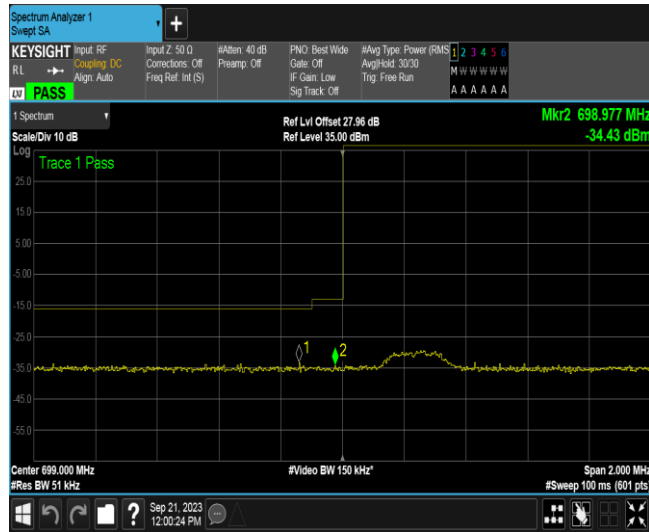 Spectrum Analyzer 1
Swept SA
KEYSIGHT Input: RF Input Z: 50 Ω #Atten: 40 dB PNO: Best Wide #Avg Type: Power (RMS 1 2 3 4 5 6
RL Coupling: DC Corrections: Off Preamp: Off Gate: Off Avg|Hold: 30/30 M W W W W W
Align: Auto Freq Ref: Int (S) IF Gain: Low Trig: Free Run
LXI PASS Sig Track: Off A A A A A A
1 Spectrum Ref Lvl Offset 27.96 dB Mkr2 698.977 MHz
Scale/Div 10 dB Ref Level 35.00 dBm -34.43 dBm
Log
Trace 1 Pass
25.0
15.0
5.00
-5.00
-15.0
-25.0
1 2
-35.0
-45.0
-55.0
Center 699.000 MHz #Video BW 150 kHz* Span 2.000 MHz
#Res BW 51 kHz #Sweep 100 ms (601 pts)
? Sep 21, 2023
12:00:24 PM